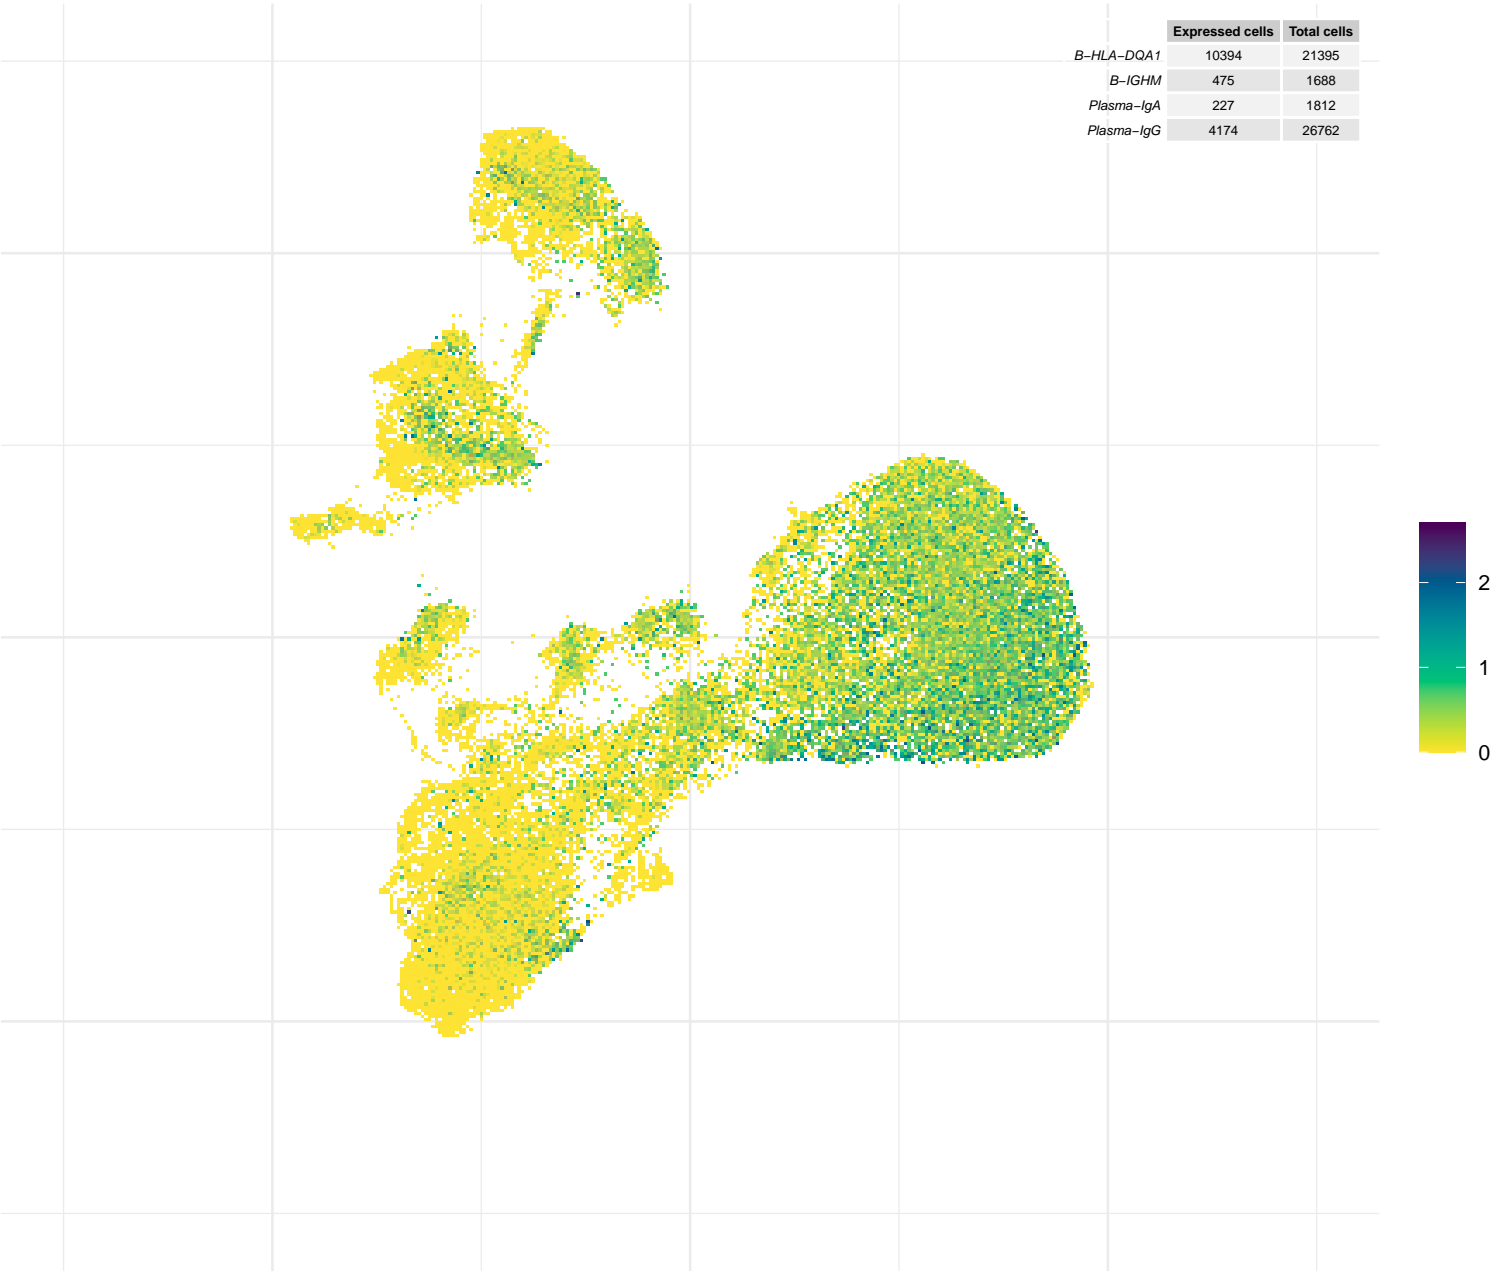 Expressed cells Total cells
B−HLA−DQA1 10394 21395
B−IGHM 475 1688
Plasma−IgA 227 1812
Plasma−IgG 4174 26762
2
1
0